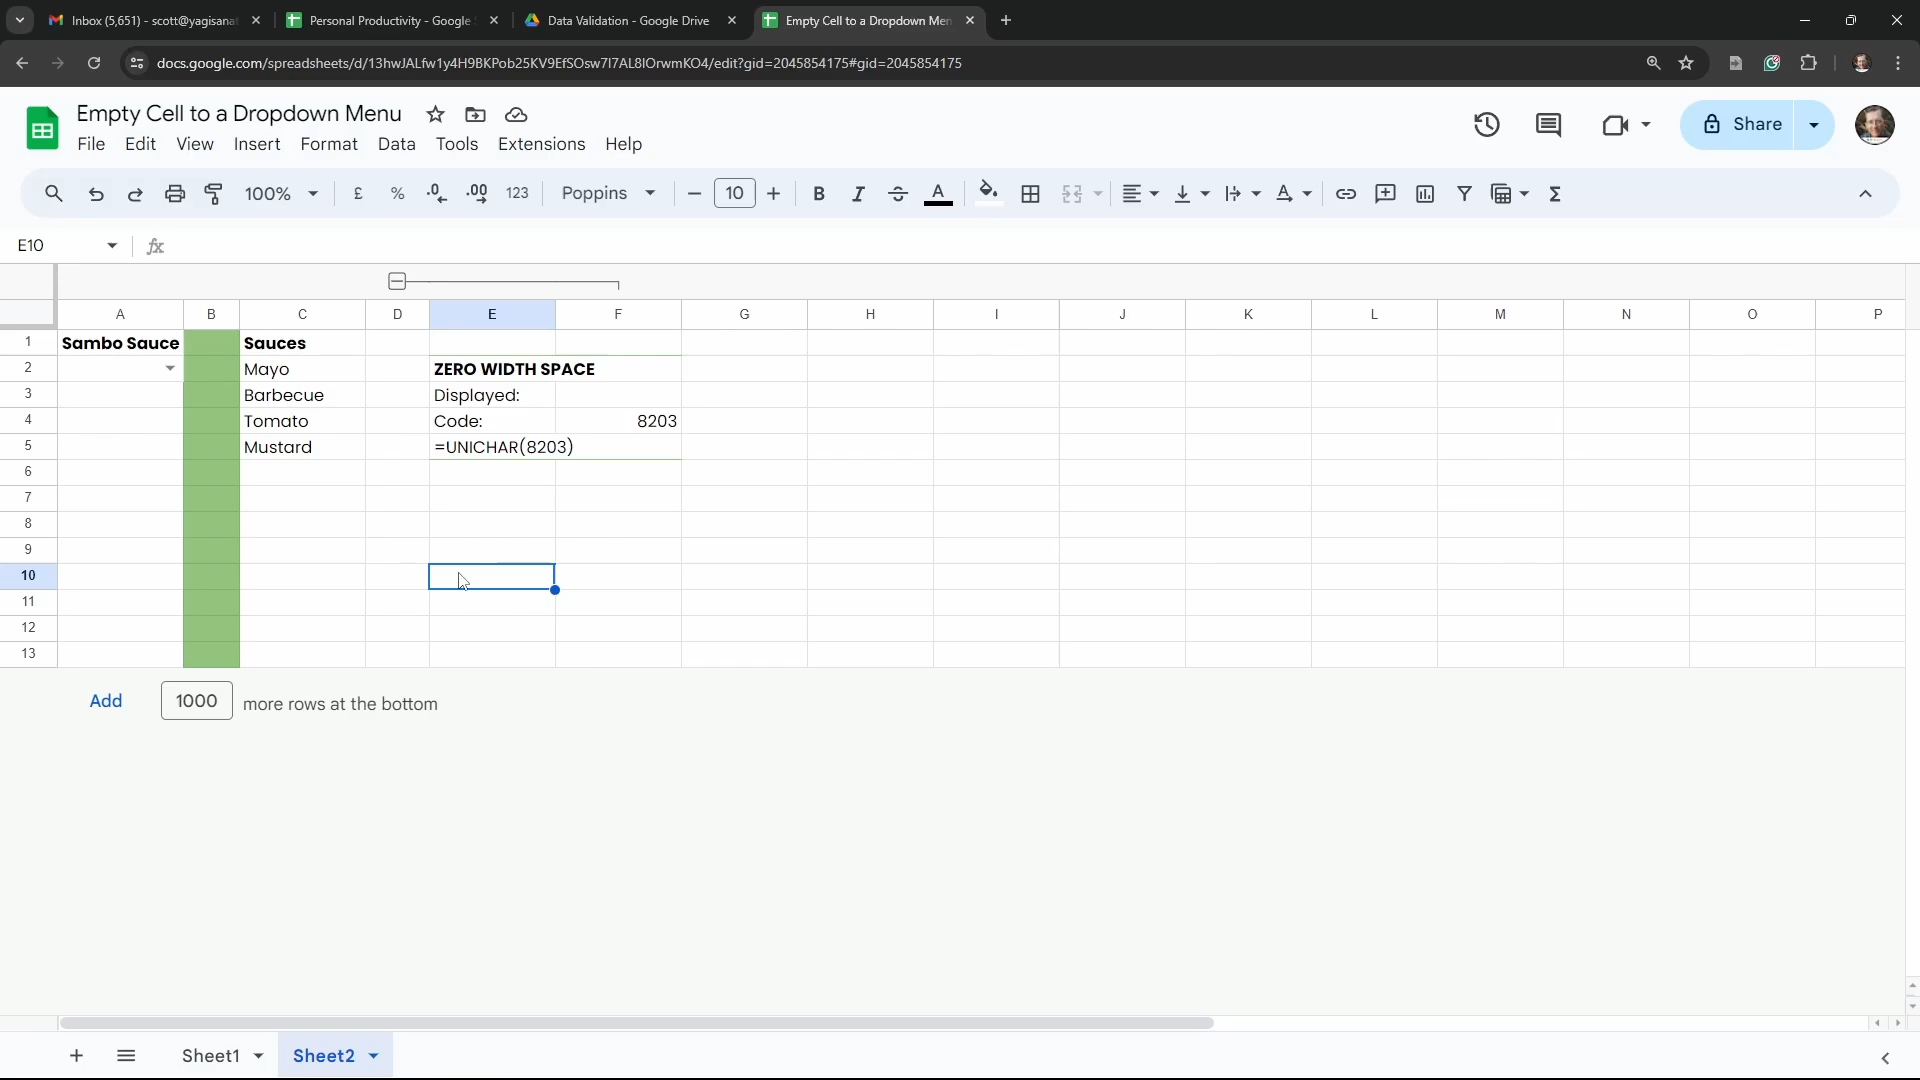 Inbox (5,651) - scott@yagisana
Personal Productivity - Google
Data Validation - Google Drive
Empty Cell to a Dropdown Men
docs.google.com/spreadsheets/d/13hwJALfw1y4H9BKPob25KV9EfSOsw7I7AL8IOrwmKO4/edit?gid=2045854175#gid=2045854175
Empty Cell to a Dropdown Menu
File Edit View Insert Format Data Tools Extensions Help
Share
100% £ % .0 .00 123 Poppins 10 B I S A A Σ
E10 fx
A B C D E F G H I J K L M N O P
1 Sambo Sauce Sauces
2 Mayo ZERO WIDTH SPACE
3 Barbecue Displayed:
4 Tomato Code: 8203
5 Mustard =UNICHAR(8203)
6
7
8
9
10
11
12
13
Add 1000 more rows at the bottom
Sheet1 Sheet2